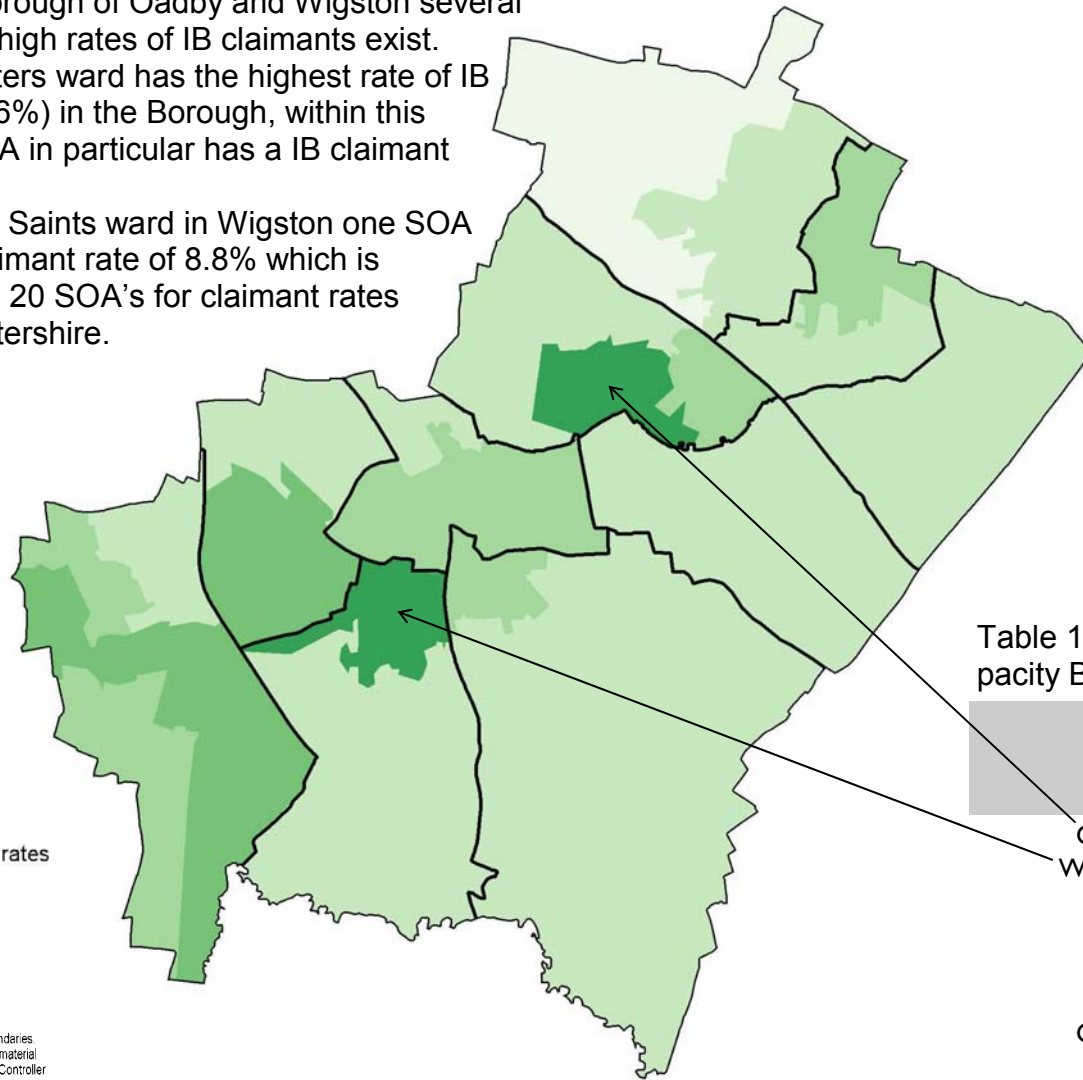 orough of Oadby and Wigston several
high rates of IB claimants exist.
ters ward has the highest rate of IB
6%) in the Borough, within this
A in particular has a IB claimant
Saints ward in Wigston one SOA
imant rate of 8.8% which is
20 SOA's for claimant rates
tershire.
Table 1
pacity B
W
rates
ndaries.
material
Controller